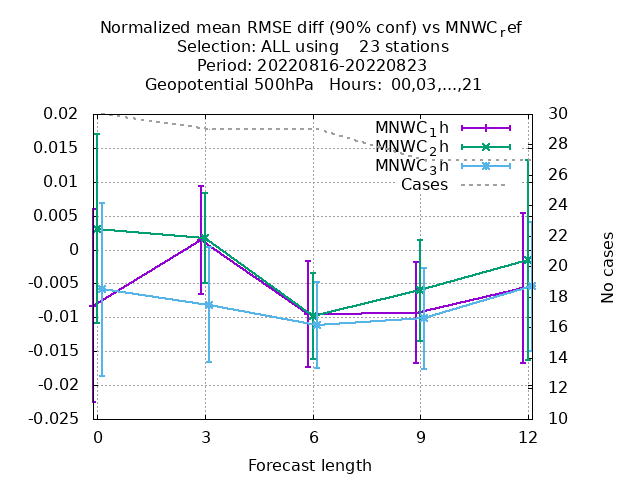 Normalized mean RMSE diff (90% conf) vs MNWC_ref
Selection: ALL using    23 stations
Period: 20220816-20220823
Geopotential 500hPa   Hours:  00,03,...,21
0.02
0.015
0.01
0.005
0
-0.005
-0.01
-0.015
-0.02
-0.025
30
28
26
24
22
20
18
16
14
12
10
MNWC_1h
MNWC_2h
MNWC_3h
Cases
No cases
0 3 6 9 12
Forecast length